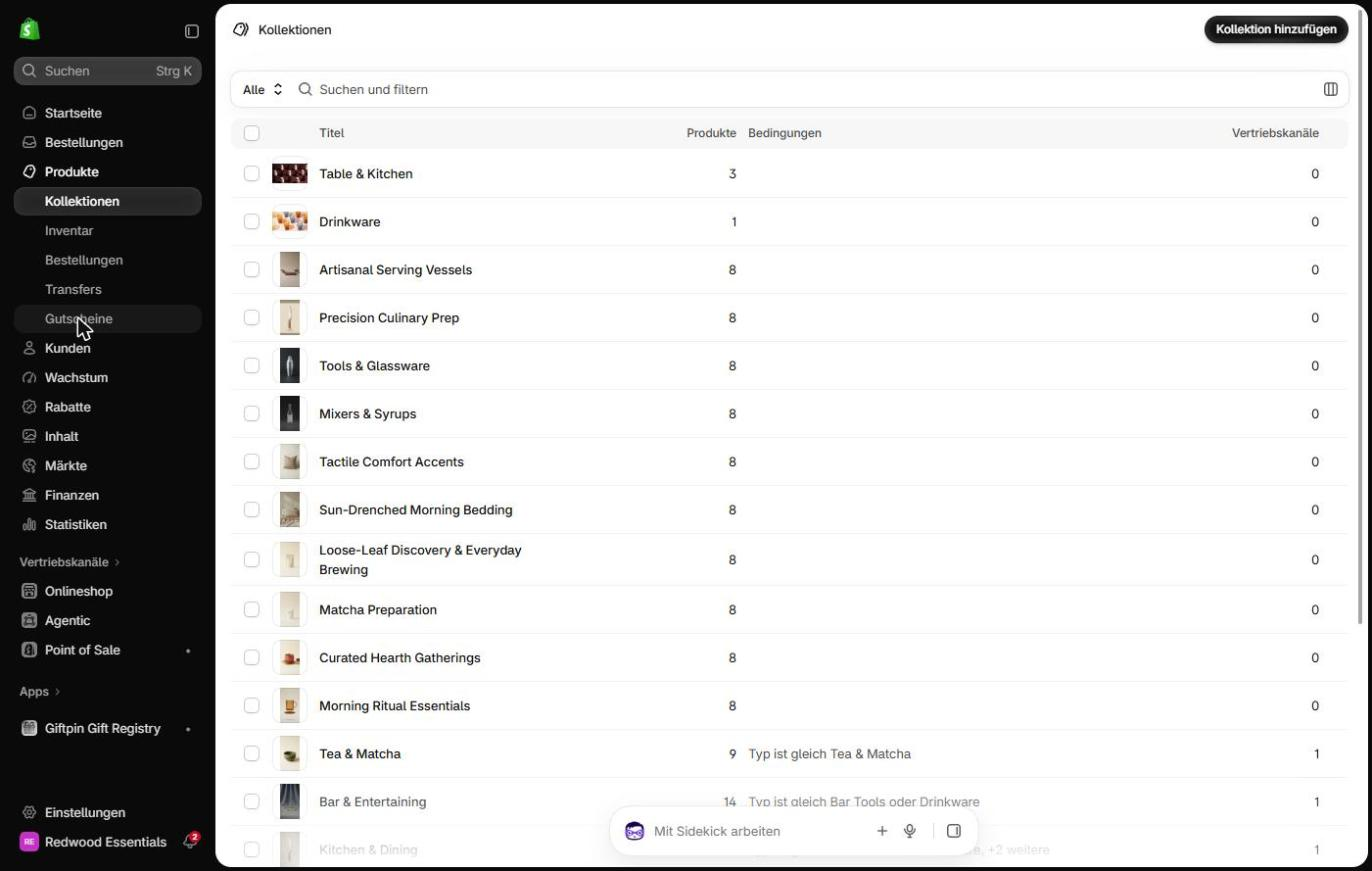 Kollektionen
Kollektion hinzufügen
Suchen
Strg K
Startseite
Bestellungen
Produkte
Kollektionen
Inventar
Bestellungen
Transfers
Gutscheine
Kunden
Wachstum
Rabatte
Inhalt
Märkte
Finanzen
Statistiken
Vertriebskanäle
Onlineshop
Agentic
Point of Sale
Apps
Giftpin Gift Registry
Einstellungen
RE Redwood Essentials 2
Alle
Suchen und filtern
Titel Produkte Bedingungen Vertriebskanäle
Table & Kitchen 3 0
Drinkware 1 0
Artisanal Serving Vessels 8 0
Precision Culinary Prep 8 0
Tools & Glassware 8 0
Mixers & Syrups 8 0
Tactile Comfort Accents 8 0
Sun-Drenched Morning Bedding 8 0
Loose-Leaf Discovery & Everyday
Brewing 8 0
Matcha Preparation 8 0
Curated Hearth Gatherings 8 0
Morning Ritual Essentials 8 0
Tea & Matcha 9 Typ ist gleich Tea & Matcha 1
Bar & Entertaining 14 Typ ist gleich Bar Tools oder Drinkware 1
Mit Sidekick arbeiten
Kitchen & Dining +2 weitere 1